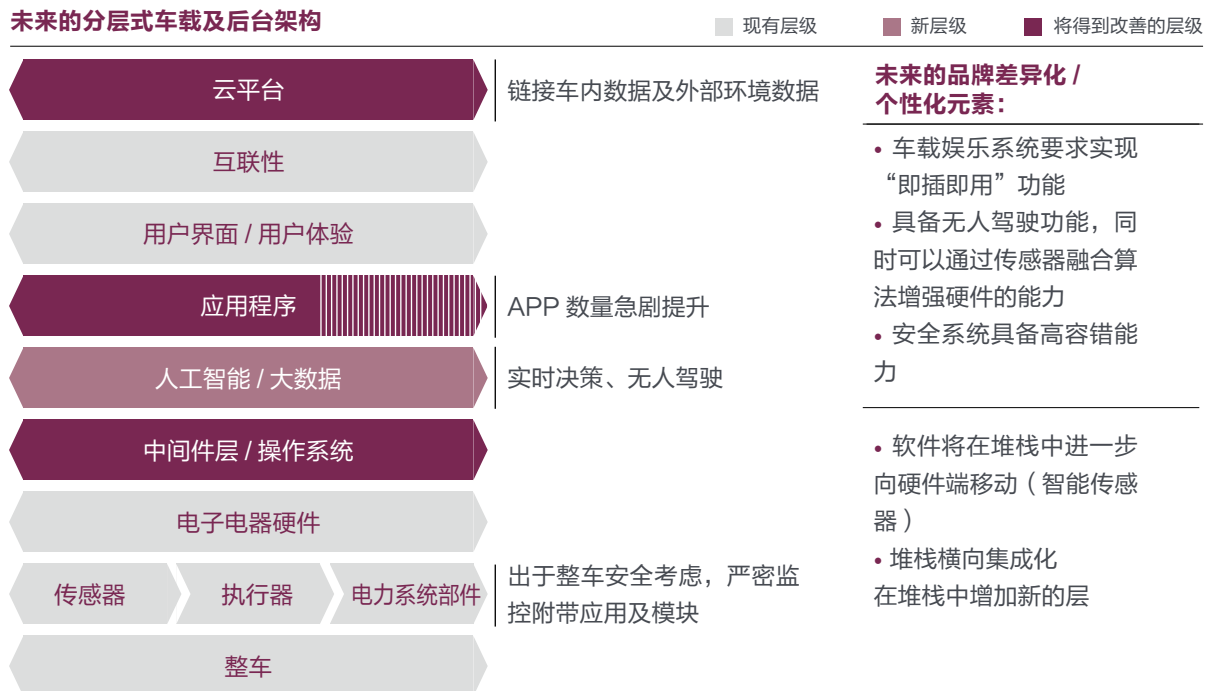 未来的分层式车载及后台架构
现有层级
新层级
将得到改善的层级
云平台
链接车内数据及外部环境数据
互联性
用户界面 / 用户体验
应用程序
APP 数量急剧提升
人工智能 / 大数据
实时决策、无人驾驶
中间件层 / 操作系统
电子电器硬件
传感器
执行器
电力系统部件
出于整车安全考虑，严密监
控附带应用及模块
整车
未来的品牌差异化 /
个性化元素：
• 车载娱乐系统要求实现
“即插即用”功能
• 具备无人驾驶功能，同
时可以通过传感器融合算
法增强硬件的能力
• 安全系统具备高容错能
力
• 软件将在堆栈中进一步
向硬件端移动（智能传感
器）
• 堆栈横向集成化
在堆栈中增加新的层